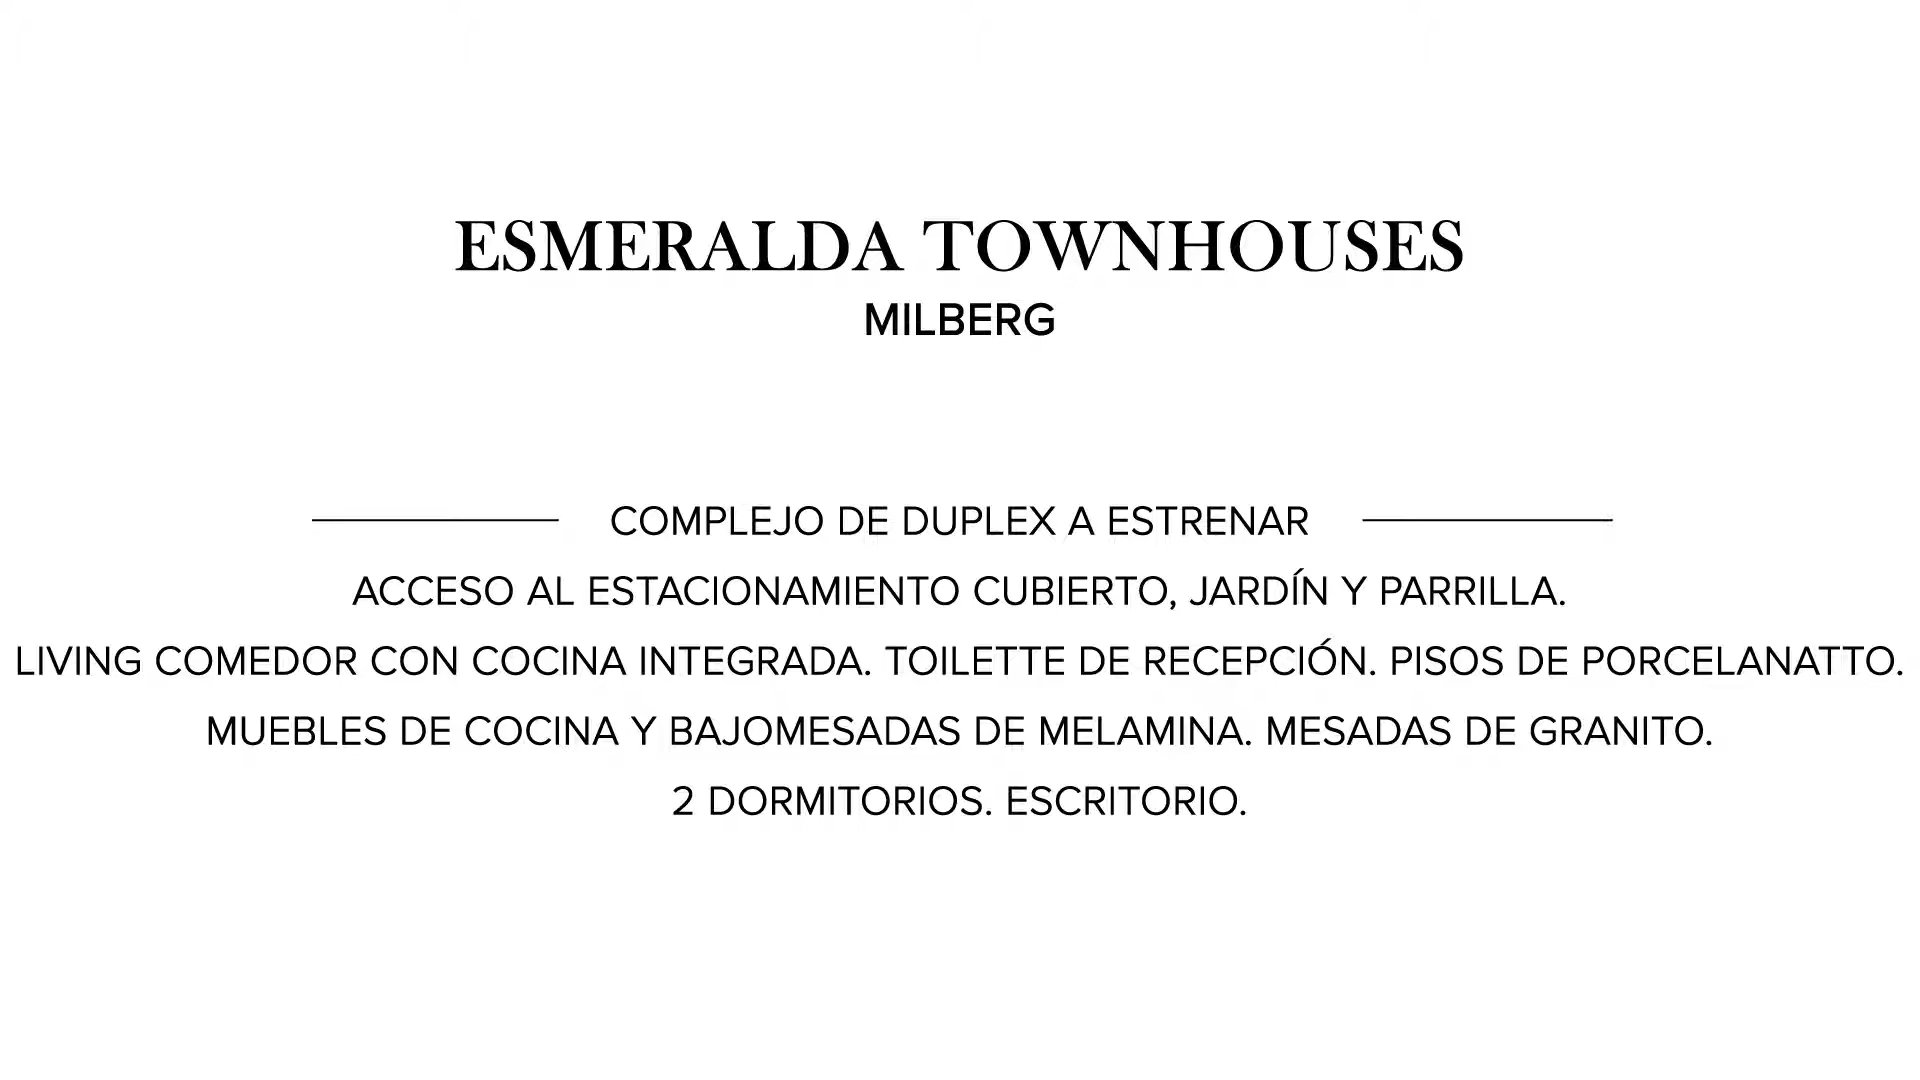 ESMERALDA TOWNHOUSES
MILBERG
COMPLEJO DE DUPLEX A ESTRENAR
ACCESO AL ESTACIONAMIENTO CUBIERTO, JARDÍN Y PARRILLA.
LIVING COMEDOR CON COCINA INTEGRADA. TOILETTE DE RECEPCIÓN. PISOS DE PORCELANATTO.
MUEBLES DE COCINA Y BAJOMESADAS DE MELAMINA. MESADAS DE GRANITO.
2 DORMITORIOS. ESCRITORIO.